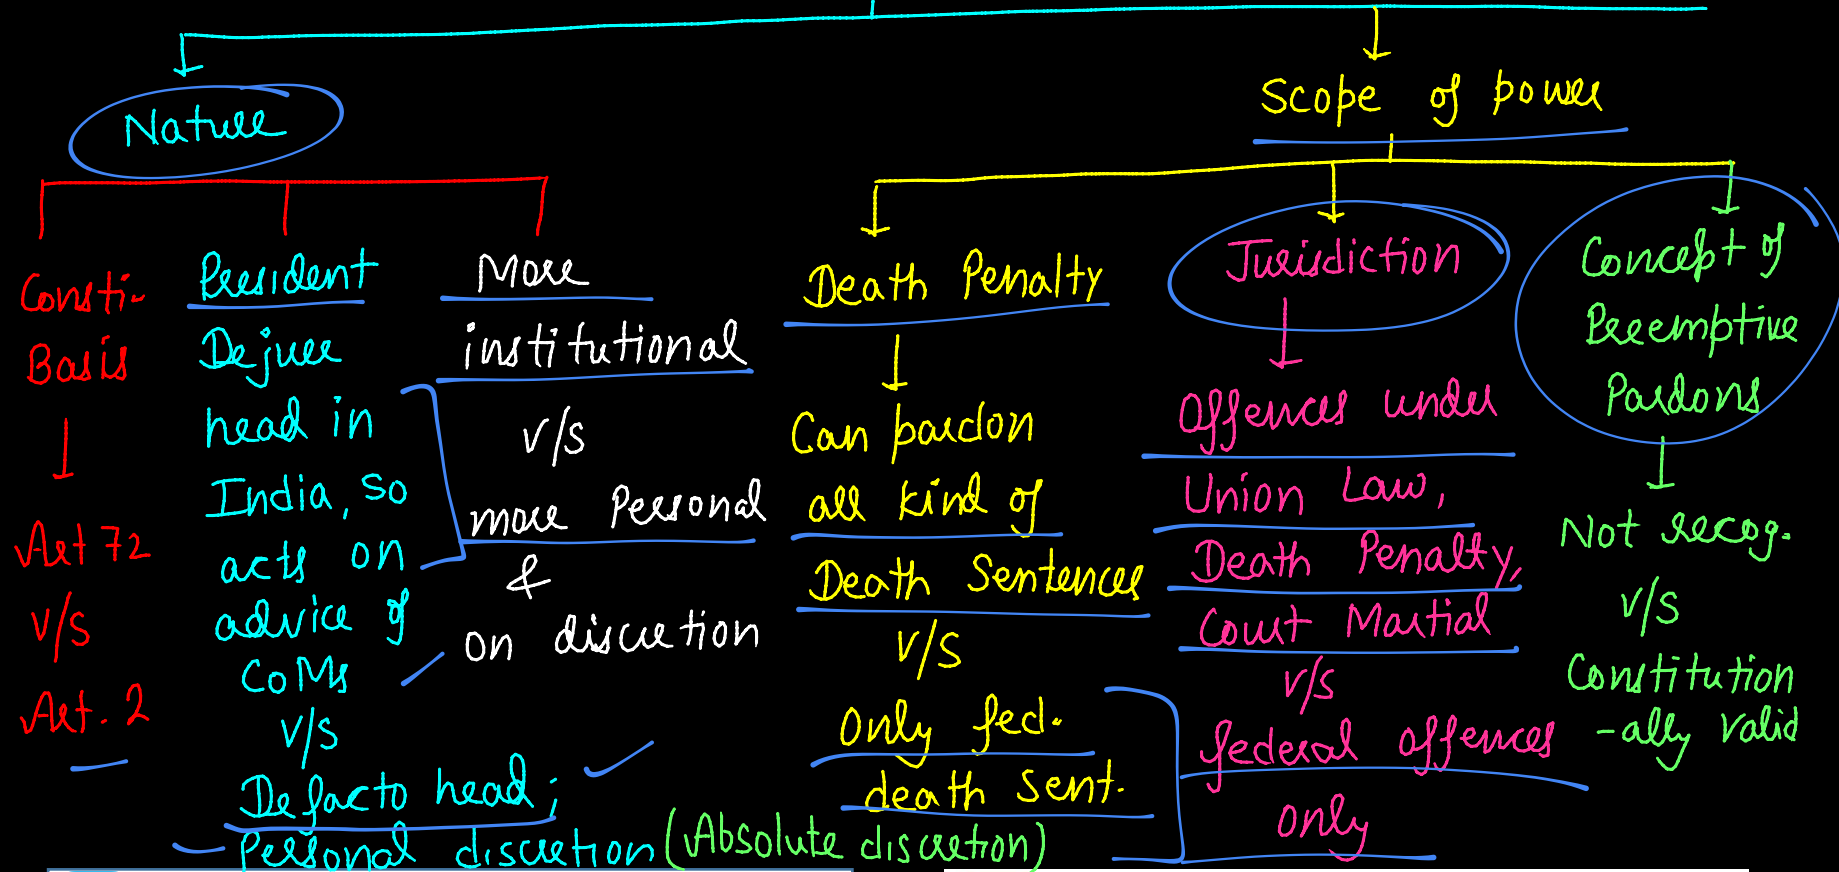 Nature
Scope of power
Consti-
Basis
Art 72
v/s
Art. 2
President
Dejure
head in
India, so
acts on
advice of
CoMs
v/s
Defacto head;
Personal discretion (Absolute discretion)
More
institutional
v/s
more Personal
&
on discretion
Death Penalty
Can pardon
all kind of
Death Sentences
v/s
Only fed.
death sent.
Jurisdiction
Offences under
Union Law,
Death Penalty,
Court Martial
v/s
federal offences
only
Concept of
Preemptive
Pardons
Not recog.
v/s
Constitution
-ally valid